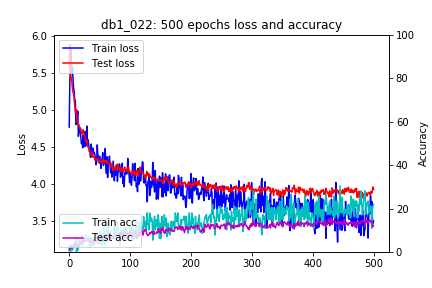 db1_022: 500 epochs loss and accuracy
Train loss
Test loss
Train acc
Test acc
Loss
Accuracy
6.0
5.5
5.0
4.5
4.0
3.5
100
80
60
40
20
0
0
100
200
300
400
500